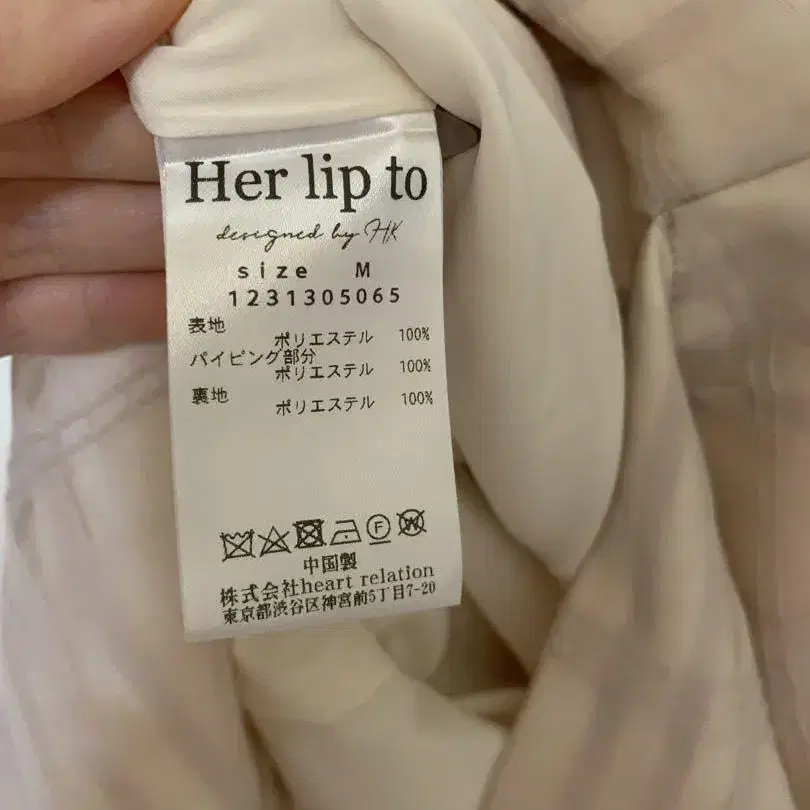 Her lip to
designed by HK
size M
1231305065
表地
ポリエステル 100%
パイピング部分
ポリエステル 100%
裏地
ポリエステル 100%
F W
中国製
株式会社heart relation
東京都渋谷区神宮前5丁目7-20